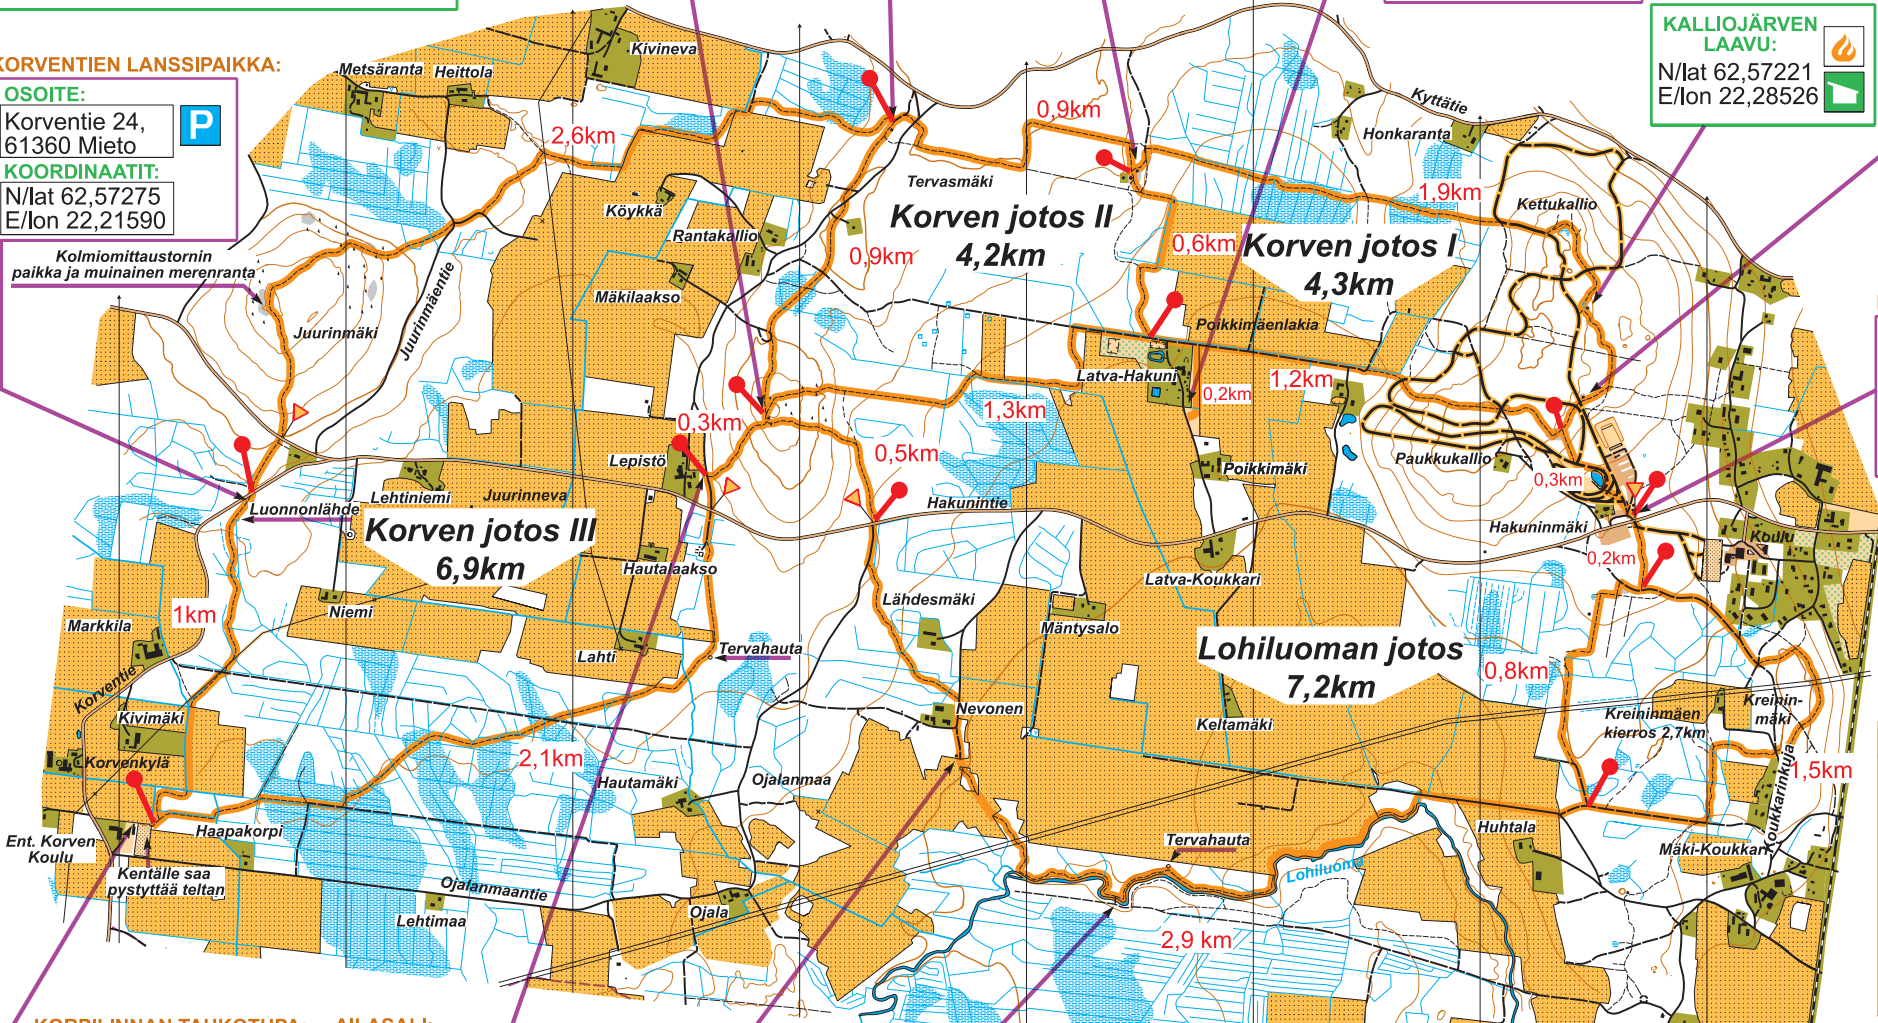 KORVENTIEN LANSSIPAIKKA:
OSOITE:
Korventie 24,
61360 Mieto
P
KOORDINAATIT:
N/lat 62,57275
E/lon 22,21590
KALLIOJÄRVEN
LAAVU:
N/lat 62,57221
E/lon 22,28526
Kivineva
Metsäranta
Heittola
2,6km
0,9km
Kyttätie
Honkaranta
Tervasmäki
1,9km
Kettukallio
Köykkä
Rantakallio
Korven jotos II
4,2km
0,9km
0,6km
Korven jotos I
4,3km
Kolmiomittaustornin
paikka ja muinainen merenranta
Juurinmäentie
Mäkilaakso
Juurinmäki
Poikkimäenlakia
Latva-Hakuni
1,2km
0,2km
1,3km
0,3km
0,5km
Lepistö
Poikkimäki
Paukkukallio
0,3km
Lehtiniemi
Juurinneva
Hakunintie
Luonnonlähde
Korven jotos III
6,9km
Hakuninmäki
Koulu
0,2km
Hautalaakso
Latva-Koukkari
Niemi
1km
Lähdesmäki
Markkila
Mäntysalo
Lahti
Tervahauta
Lohiluoman jotos
7,2km
0,8km
Korventie
Kivimäki
Nevonen
Keltamäki
Kreininmäen
kierros 2,7km
Kreinin-
mäki
Korvenkylä
2,1km
Hautamäki
Ojalanmaa
1,5km
Koukkarinkuja
Haapakorpi
Ent. Korven
Koulu
Tervahauta
Huhtala
Mäki-Koukkari
Kentälle saa
pystyttää teltan
Ojalanmaantie
Lohiluoma
Lehtimaa
Ojala
2,9 km
KORPILINNAN TAUKOTUPA